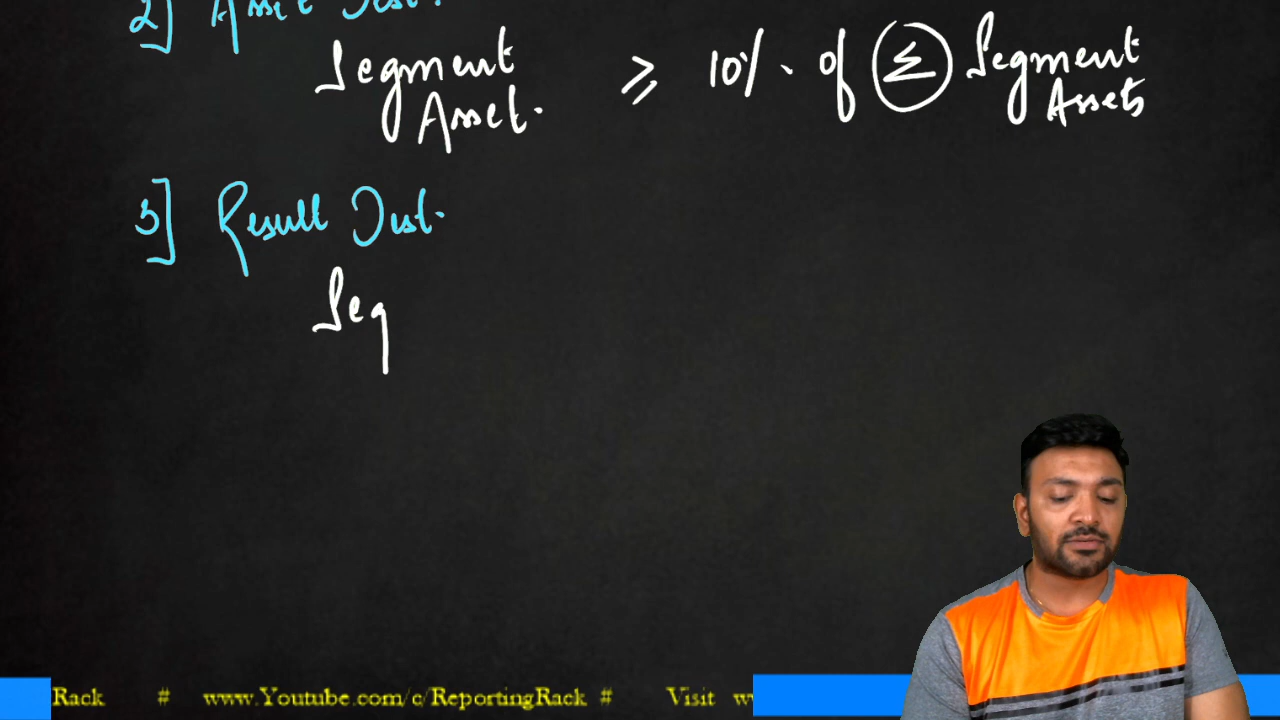 2] Asset Test.
Segment Asset. ≥ 10%. of Σ Segment Assets
3] Result Test.
Seg
Rack # www.Youtube.com/c/ReportingRack # Visit